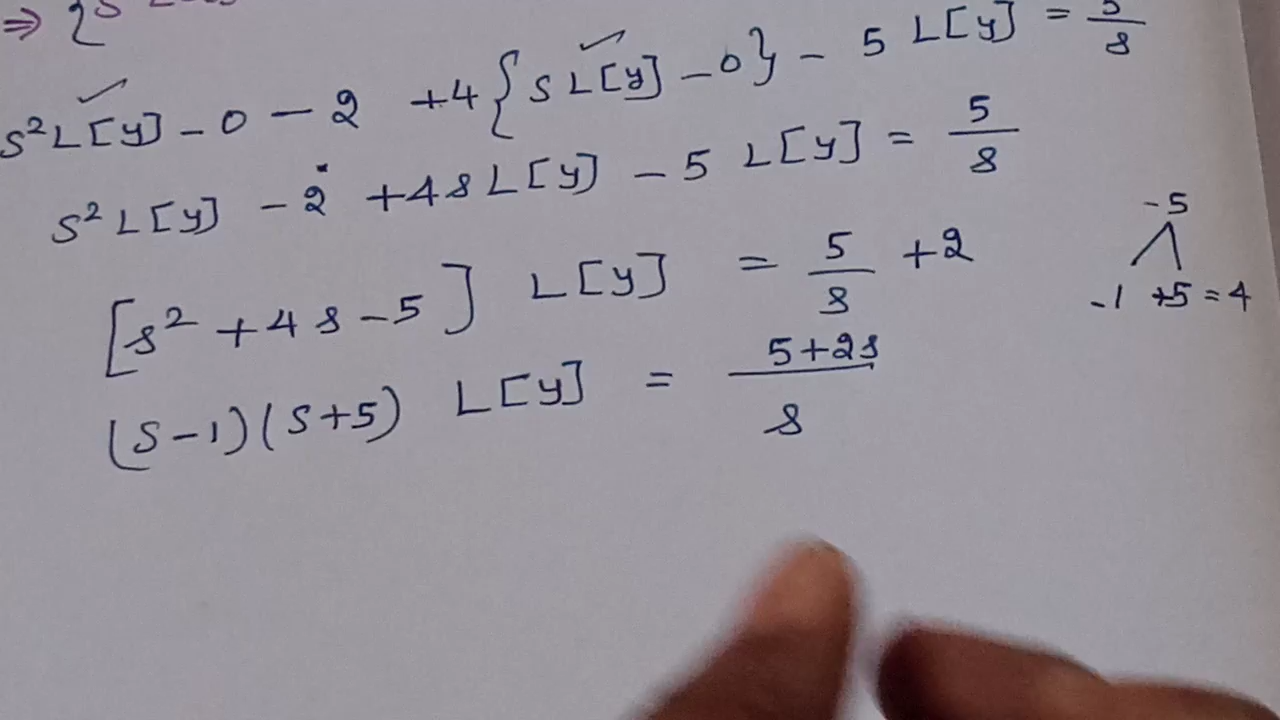 ⇒ {s
s²L[y] - 0 - 2 + 4{sL[y] - 0} - 5 L[y] = 5/s
s²L[y] - 2 + 4sL[y] - 5 L[y] = 5/s
[s² + 4s - 5] L[y] = 5/s + 2
(s-1)(s+5) L[y] = 5+2s/s
-5
-1 +5 = 4